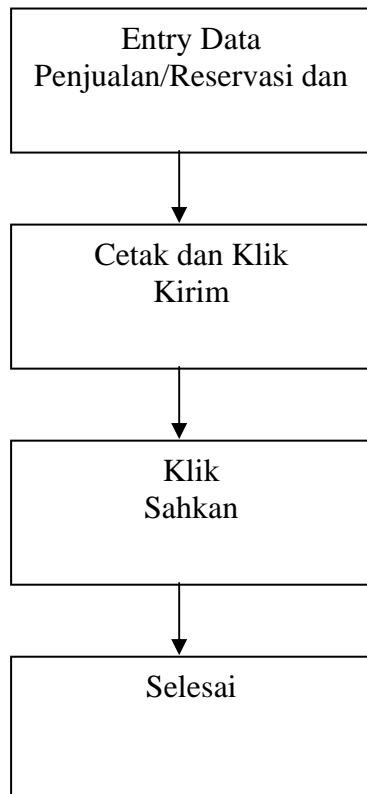 Entry Data
Penjualan/Reservasi dan
Cetak dan Klik
Kirim
Klik
Sahkan
Selesai